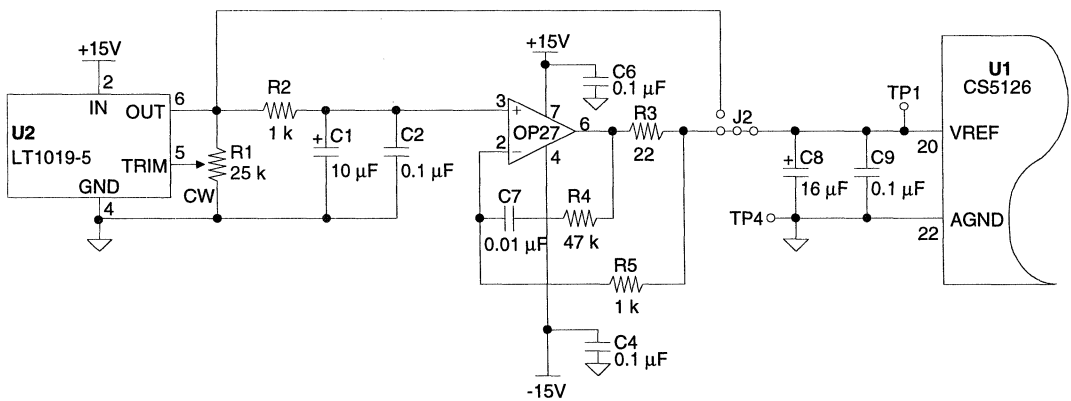 +15V
2
IN
OUT
6
U2
LT1019-5
TRIM
5
GND
4
R1
25 k
CW
R2
1 k
+
C1
10 µF
C2
0.1 µF
+15V
C6
0.1 µF
3
+
7
OP27
6
2
−
4
R3
22
C7
0.01 µF
R4
47 k
R5
1 k
C4
0.1 µF
-15V
J2
+
C8
16 µF
C9
0.1 µF
TP1
TP4
U1
CS5126
VREF
20
AGND
22